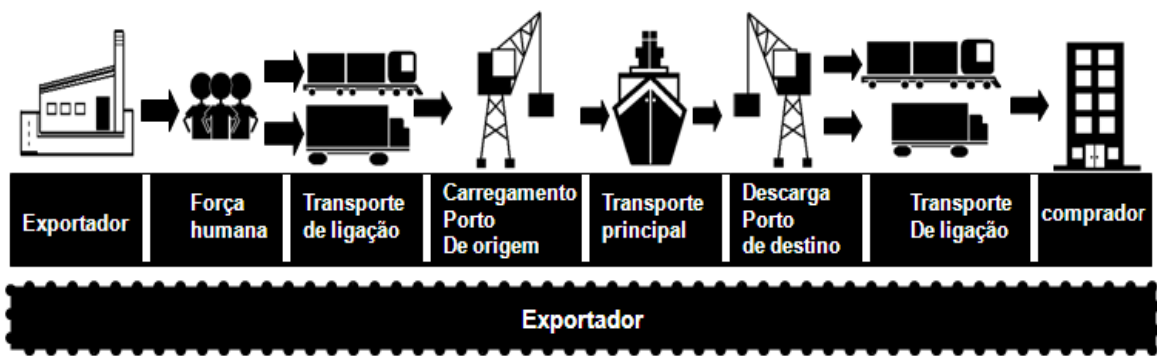 Exportador
Força
humana
Transporte
de ligação
Carregamento
Porto
De origem
Transporte
principal
Descarga
Porto
de destino
Transporte
De ligação
comprador
Exportador